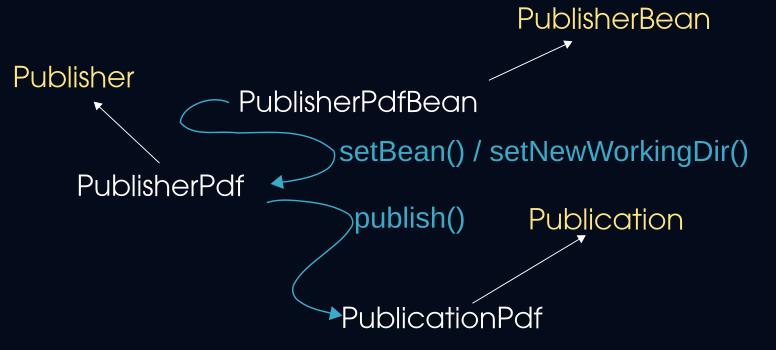 PublisherBean
Publisher
PublisherPdfBean
setBean() / setNewWorkingDir()
PublisherPdf
publish()
Publication
PublicationPdf